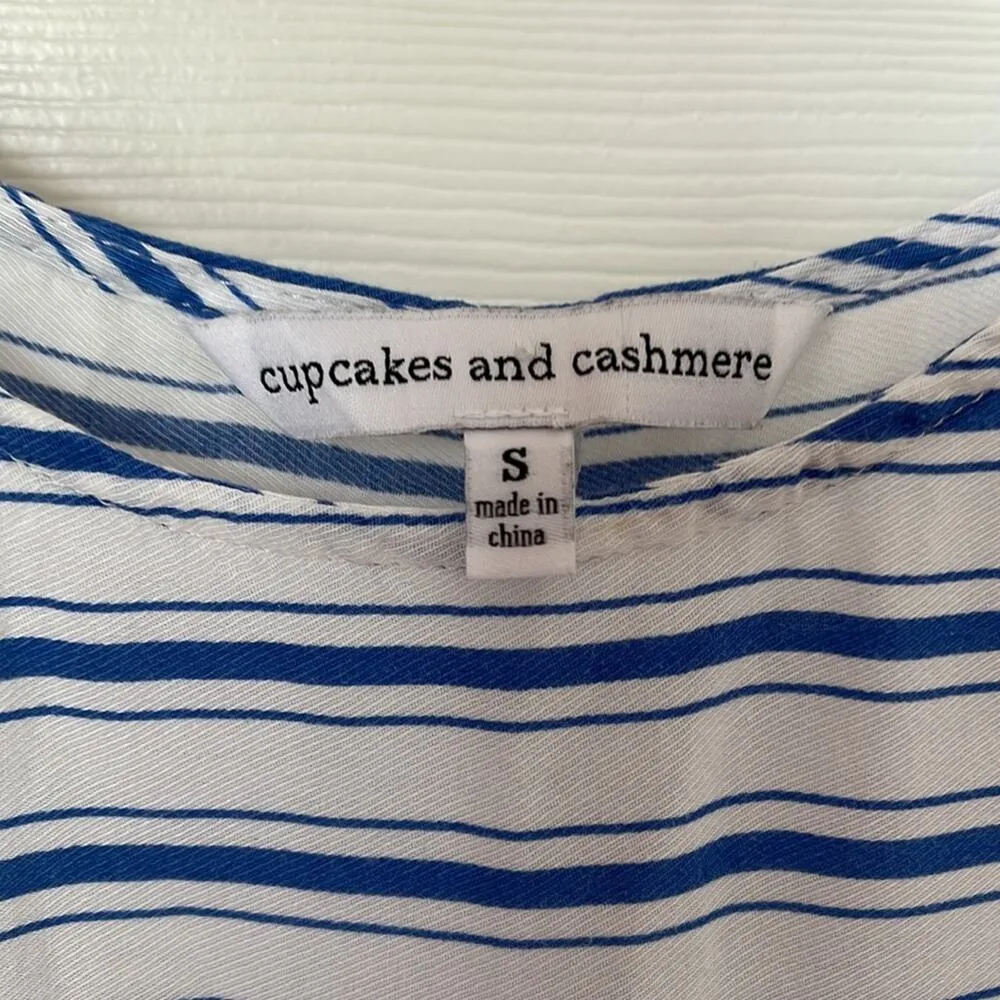 cupcakes and cashmere
S
made in
china